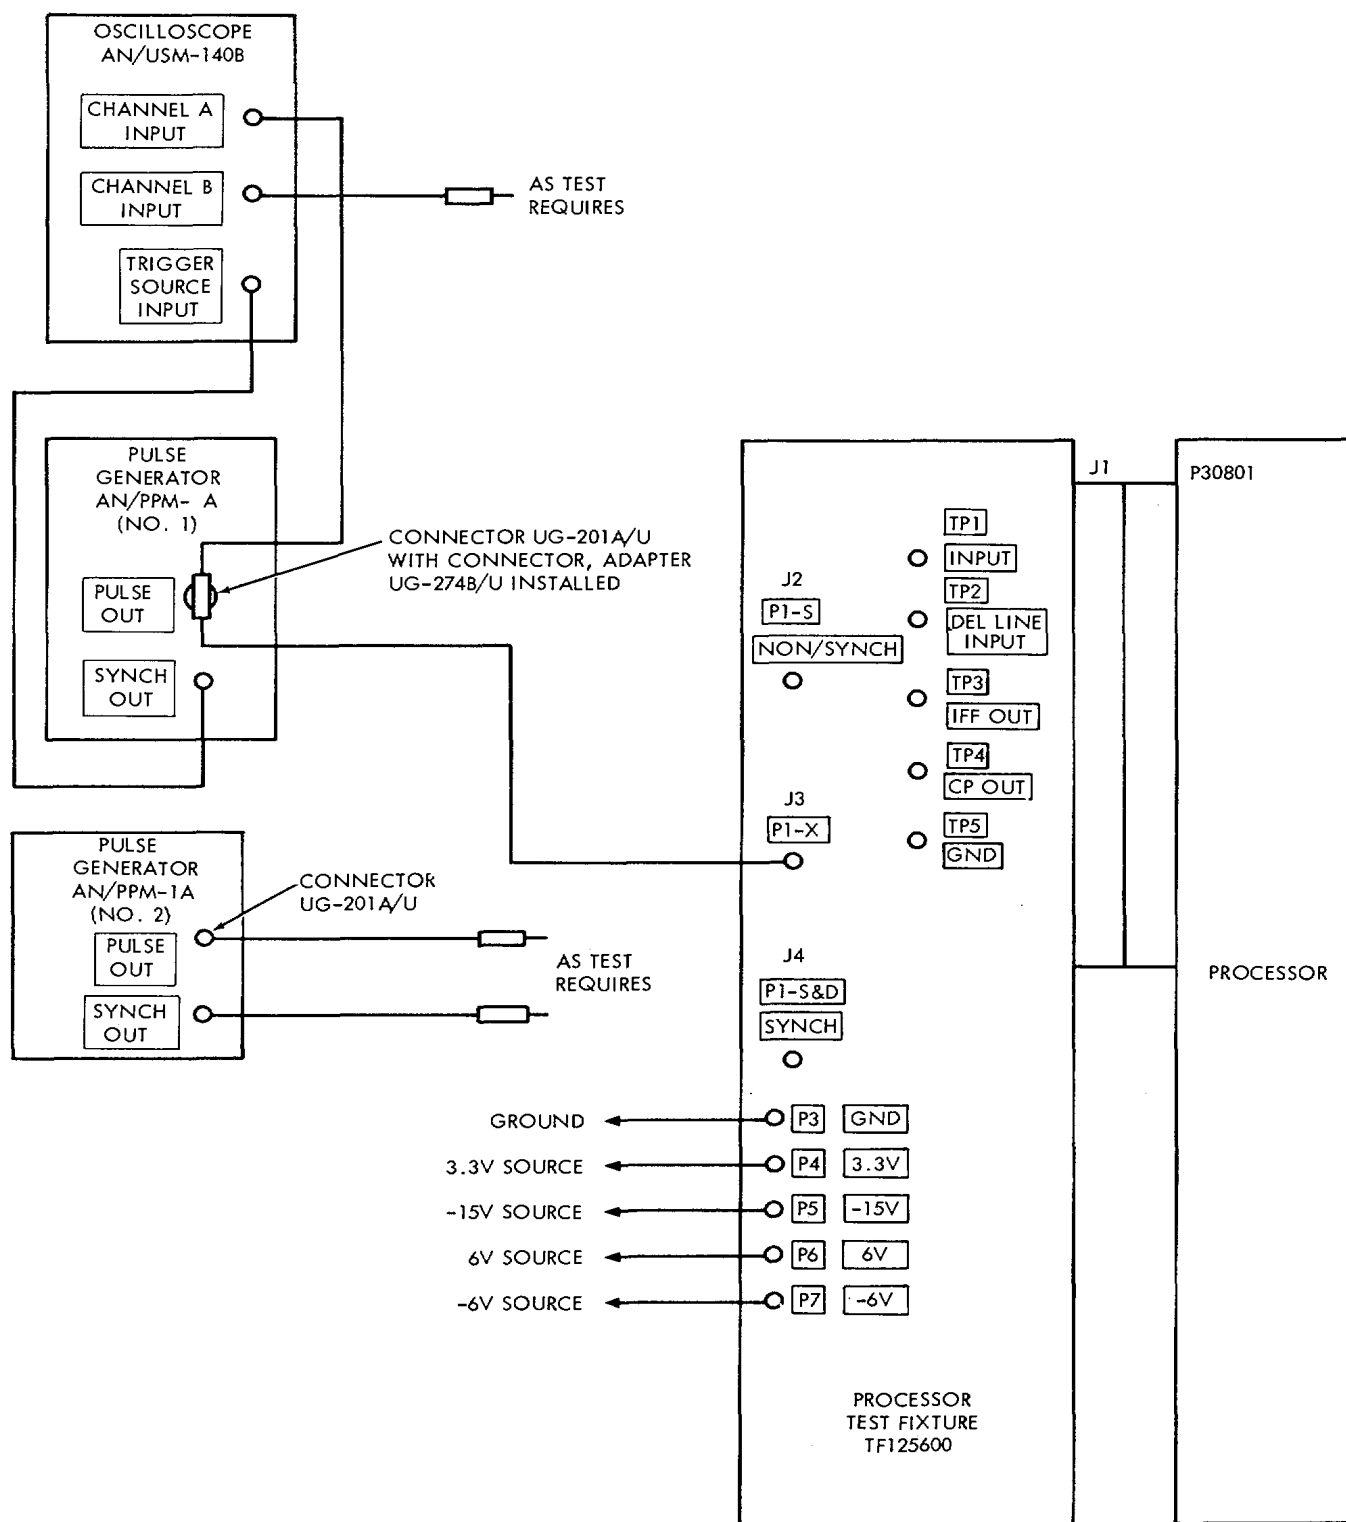 OSCILLOSCOPE
AN/USM-140B
CHANNEL A
INPUT
CHANNEL B
INPUT
AS TEST
REQUIRES
TRIGGER
SOURCE
INPUT
PULSE
GENERATOR
AN/PPM- A
(NO. 1)
CONNECTOR UG-201A/U
WITH CONNECTOR, ADAPTER
UG-274B/U INSTALLED
PULSE
OUT
SYNCH
OUT
PULSE
GENERATOR
AN/PPM-1A
(NO. 2)
CONNECTOR
UG-201A/U
PULSE
OUT
SYNCH
OUT
AS TEST
REQUIRES
J1
P30801
TP1
INPUT
J2
P1-S
NON/SYNCH
TP2
DEL LINE
INPUT
TP3
IFF OUT
TP4
CP OUT
J3
P1-X
TP5
GND
J4
P1-S&D
SYNCH
PROCESSOR
GROUND P3 GND
3.3V SOURCE P4 3.3V
-15V SOURCE P5 -15V
6V SOURCE P6 6V
-6V SOURCE P7 -6V
PROCESSOR
TEST FIXTURE
TF125600